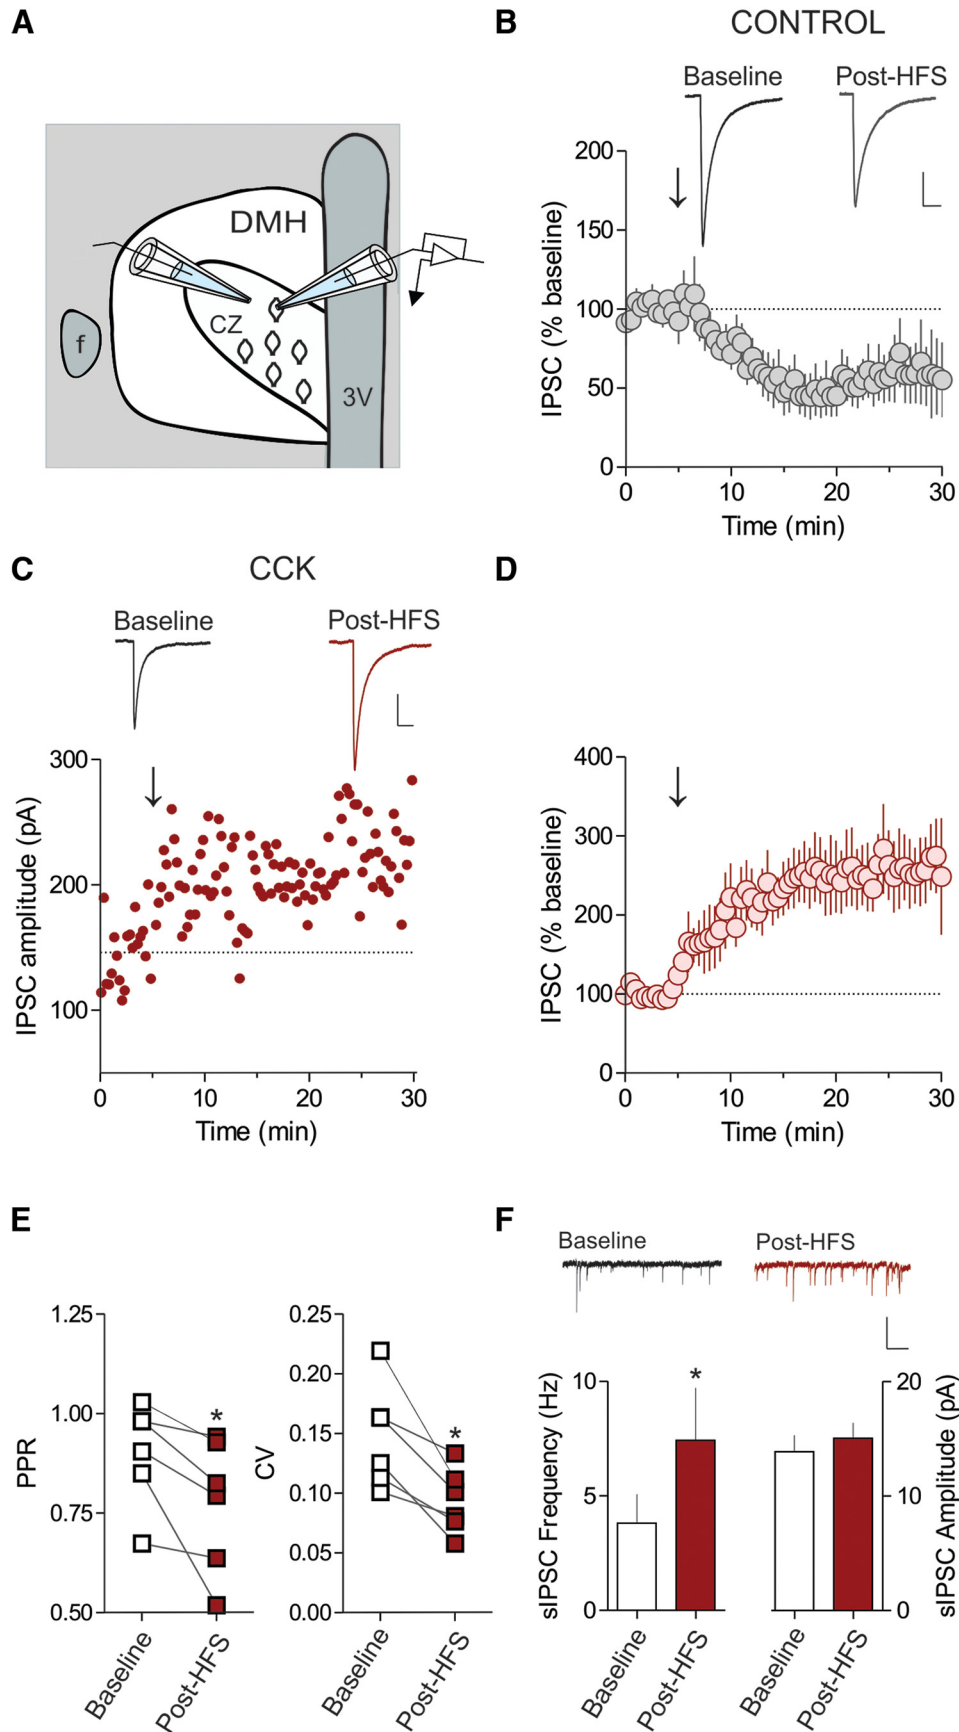 A
DMH
CZ
f
3V
B
CONTROL
Baseline
Post-HFS
200
150
100
50
0
IPSC (% baseline)
0
10
20
30
Time (min)
C
CCK
Baseline
Post-HFS
300
200
100
IPSC amplitude (pA)
0
10
20
30
Time (min)
D
400
300
200
100
0
IPSC (% baseline)
0
10
20
30
Time (min)
E
1.25
1.00
0.75
0.50
PPR
*
Baseline
Post-HFS
0.25
0.20
0.15
0.10
0.05
0.00
CV
*
Baseline
Post-HFS
F
Baseline
Post-HFS
10
5
0
sIPSC Frequency (Hz)
*
Baseline
Post-HFS
20
10
0
sIPSC Amplitude (pA)
Baseline
Post-HFS